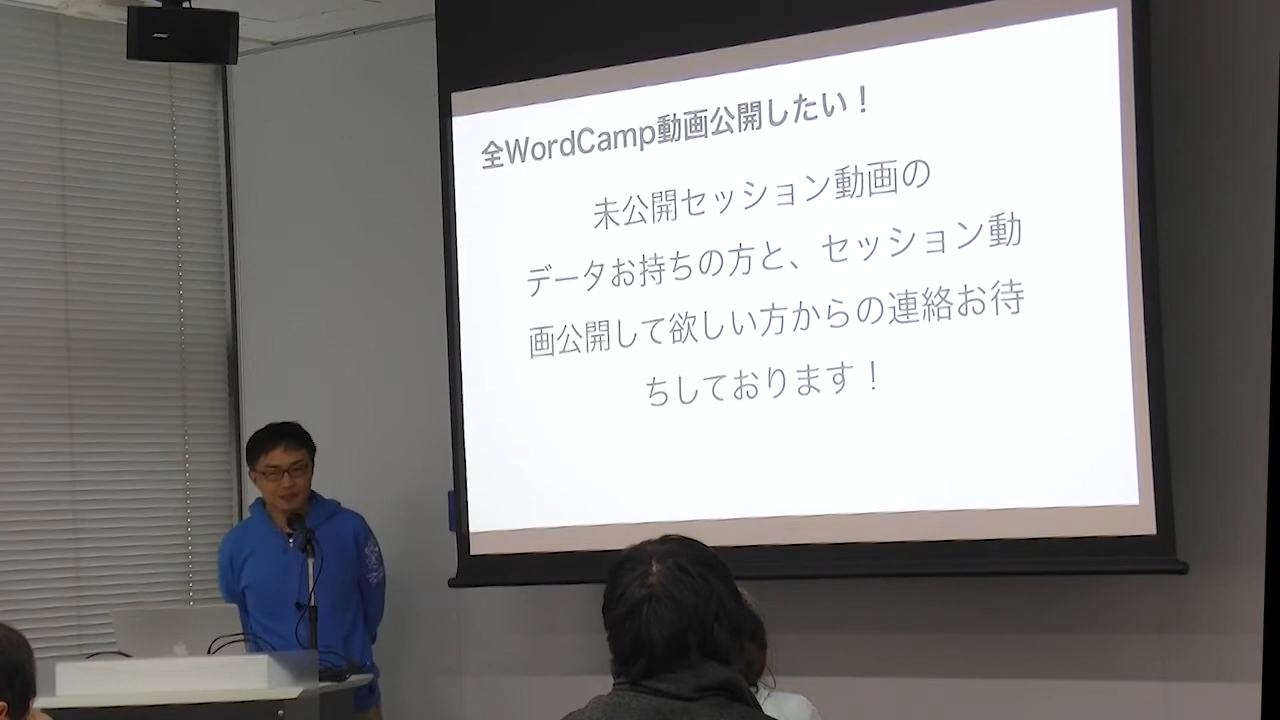 BOSE
全WordCamp動画公開したい！
未公開セッション動画の
データお持ちの方と、セッション動
画公開して欲しい方からの連絡お待
ちしております！